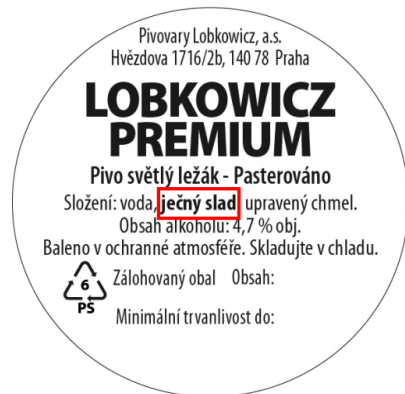 Pivovary Lobkowicz, a.s.
Hvězdova 1716/2b, 140 78 Praha
LOBKOWICZ
PREMIUM
Pivo světlý ležák - Pasterováno
Složení: voda, ječný slad, upravený chmel.
Obsah alkoholu: 4,7 % obj.
Baleno v ochranné atmosféře. Skladujte v chladu.
6 Zálohovaný obal Obsah:
PS
Minimální trvanlivost do: